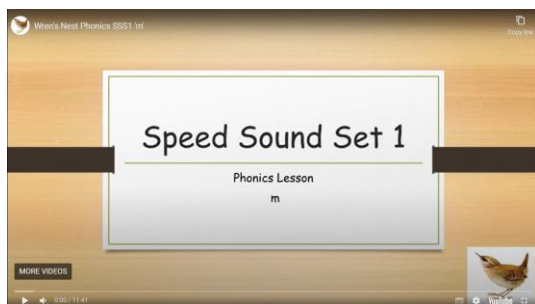 Wren's Nest Phonics SSS1 'm'
Copy link
Speed Sound Set 1
Phonics Lesson
m
MORE VIDEOS
0:00 / 11:41
YouTube